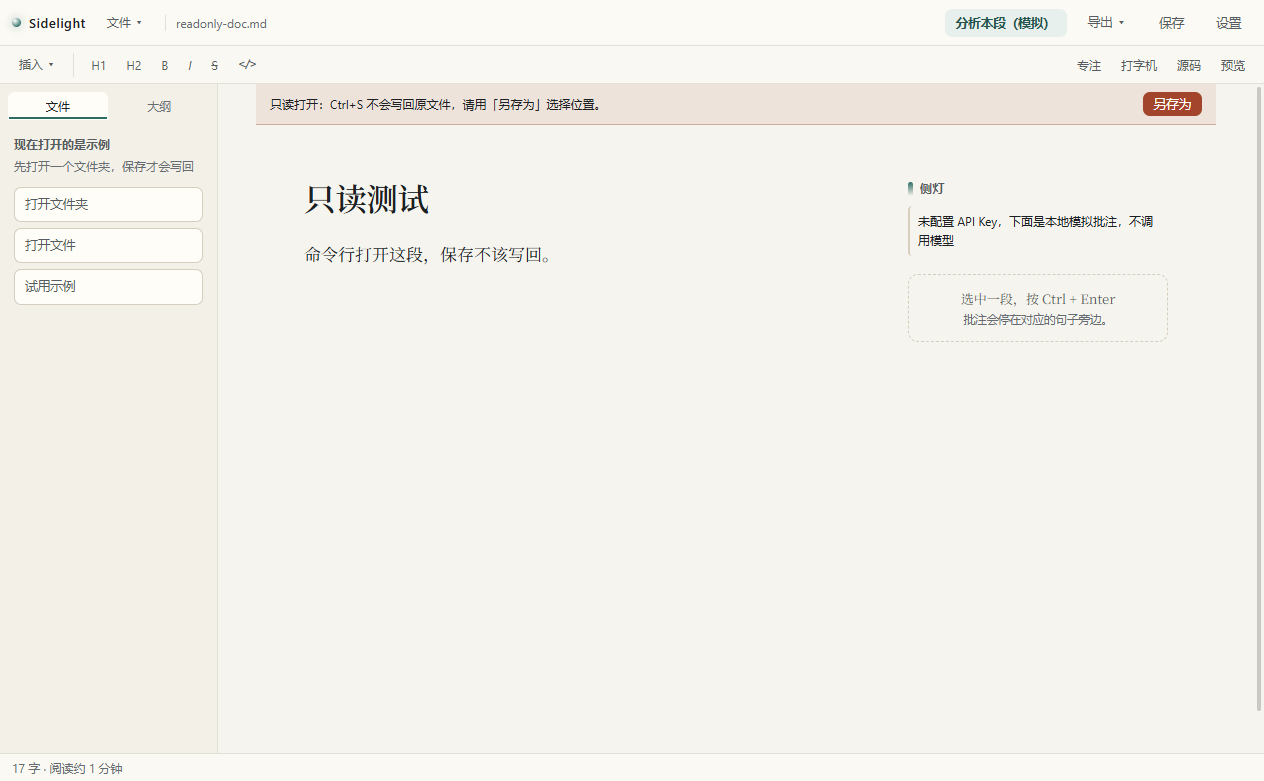 Sidelight 文件 readonly-doc.md 分析本段（模拟） 导出 保存 设置
插入 H1 H2 B I S </> 专注 打字机 源码 预览
文件 大纲
现在打开的是示例
先打开一个文件夹，保存才会写回
打开文件夹
打开文件
试用示例
只读打开：Ctrl+S 不会写回原文件，请用「另存为」选择位置。 另存为
只读测试
命令行打开这段，保存不该写回。
侧灯
未配置 API Key，下面是本地模拟批注，不调
用模型
选中一段，按 Ctrl + Enter
批注会停在对应的句子旁边。
17 字 · 阅读约 1 分钟